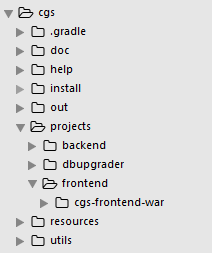 cgs
.gradle
doc
help
install
out
projects
backend
dbupgrader
frontend
cgs-frontend-war
resources
utils